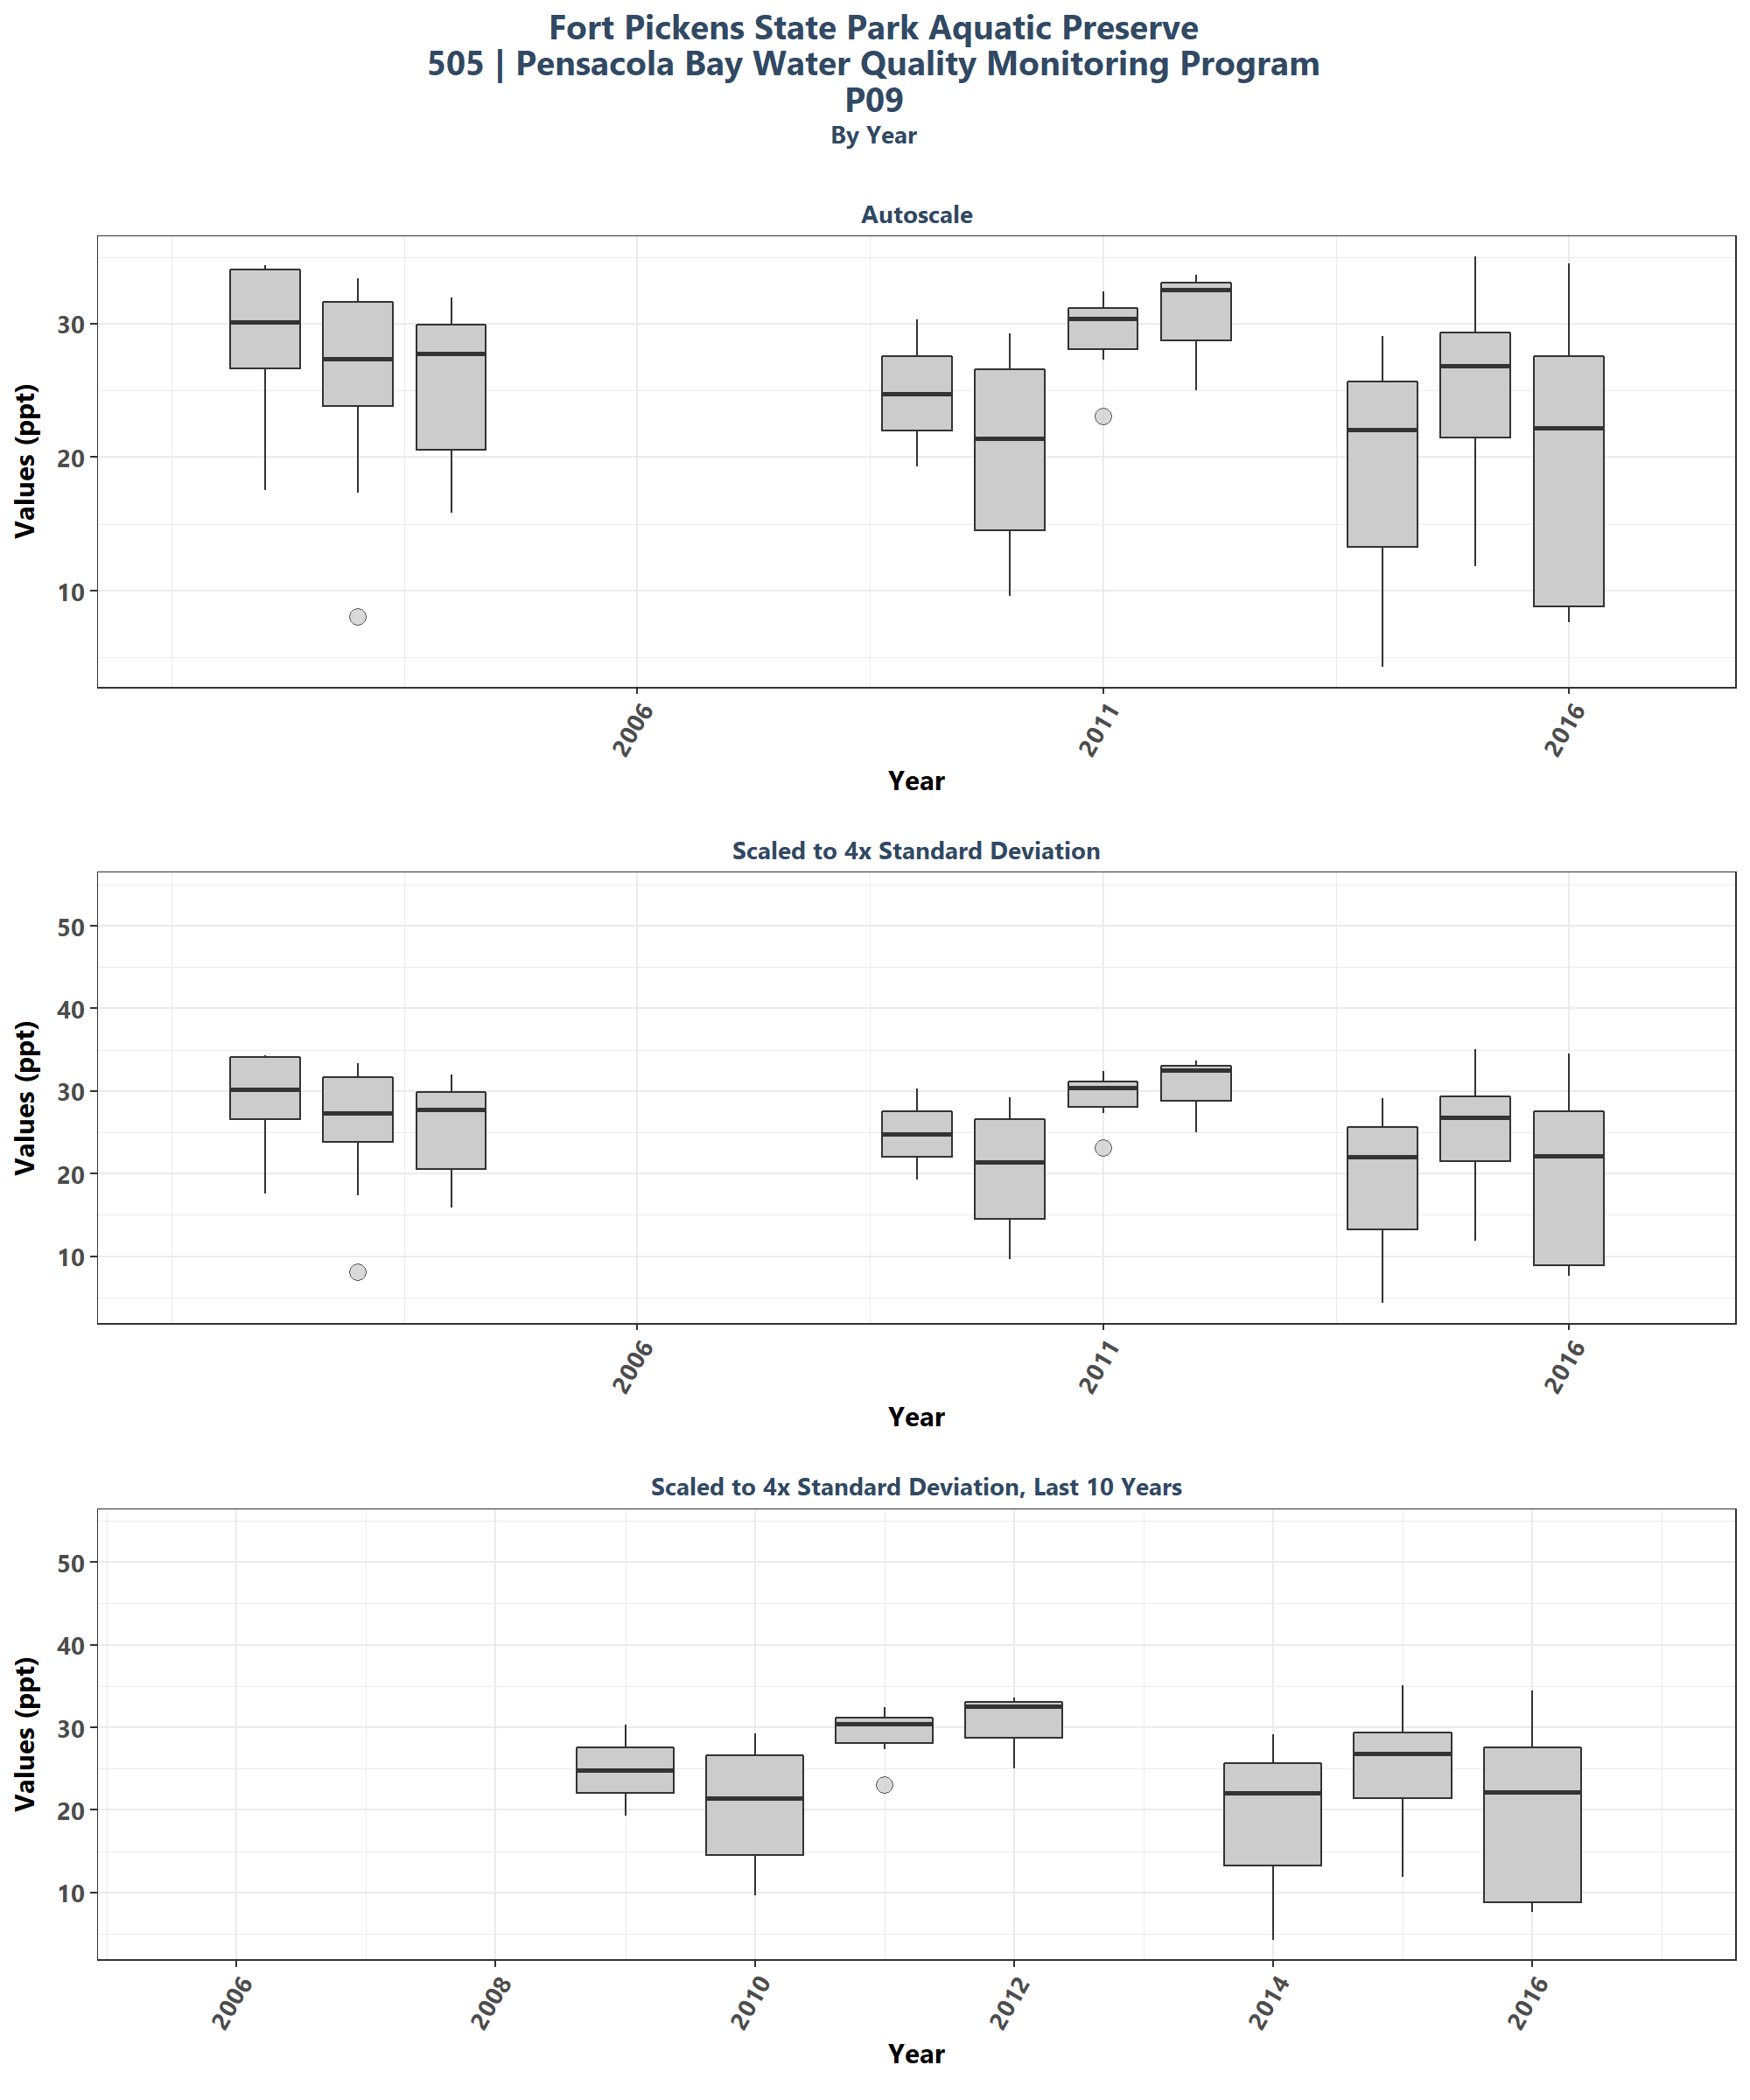 Fort Pickens State Park Aquatic Preserve
505 | Pensacola Bay Water Quality Monitoring Program
P09
By Year
Autoscale
Values (ppt)
30
20
10
2006
2011
2016
Year
Scaled to 4x Standard Deviation
Values (ppt)
50
40
30
20
10
2006
2011
2016
Year
Scaled to 4x Standard Deviation, Last 10 Years
Values (ppt)
50
40
30
20
10
2006
2008
2010
2012
2014
2016
Year